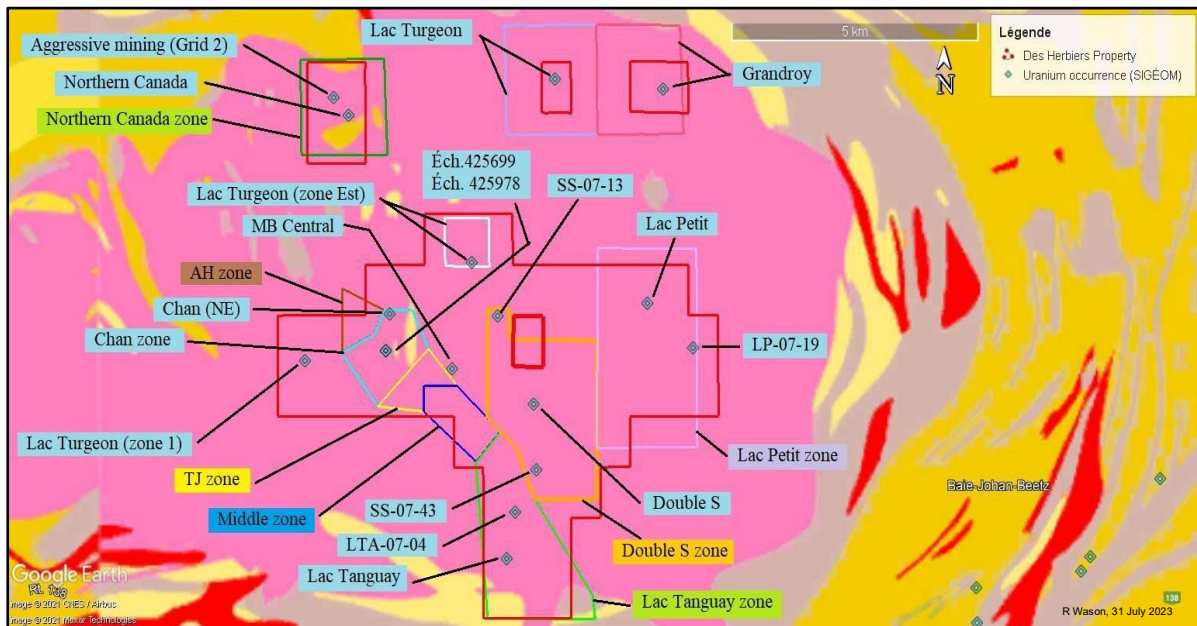 Aggressive mining (Grid 2)
Northern Canada
Northern Canada zone
Lac Turgeon
Grandroy
5 km
N
Légende
Des Herbiers Property
Uranium occurrence (SIGÉOM)
Éch.425699
Éch. 425978
SS-07-13
Lac Turgeon (zone Est)
MB Central
Lac Petit
AH zone
Chan (NE)
Chan zone
LP-07-19
Lac Turgeon (zone 1)
TJ zone
Middle zone
SS-07-43
LTA-07-04
Lac Tanguay
Lac Petit zone
Double S
Double S zone
Lac Tanguay zone
Baie-Johan-Beetz
Google Earth
Rt. 138
Image © 2021 CNES / Airbus
Image © 2021 Maxar Technologies
138
R Wason, 31 July 2023